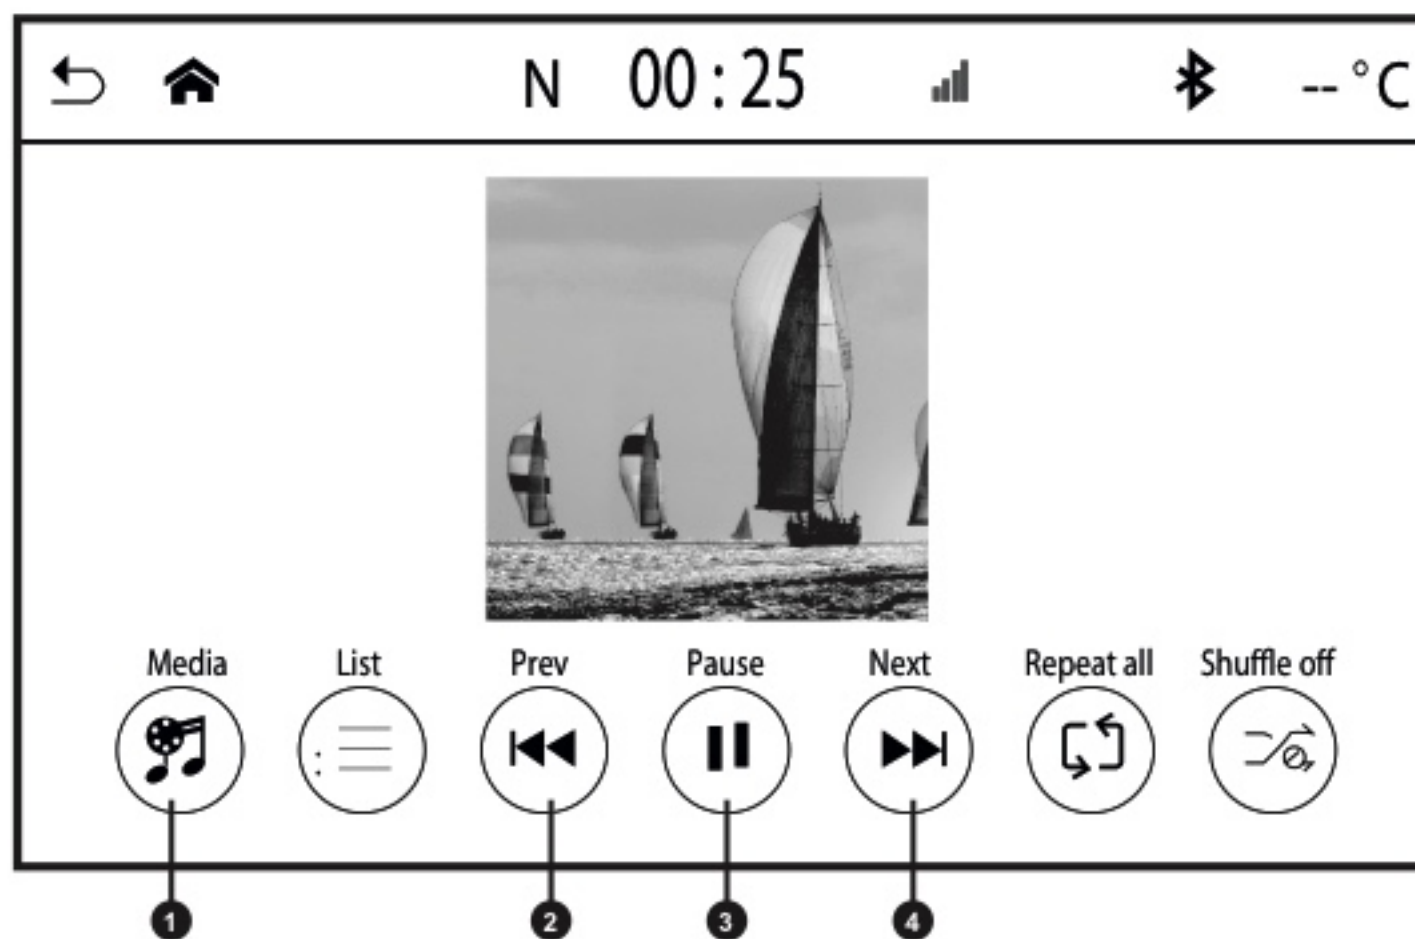 N 00 : 25 -- °C
Media List Prev Pause Next Repeat all Shuffle off
1 2 3 4